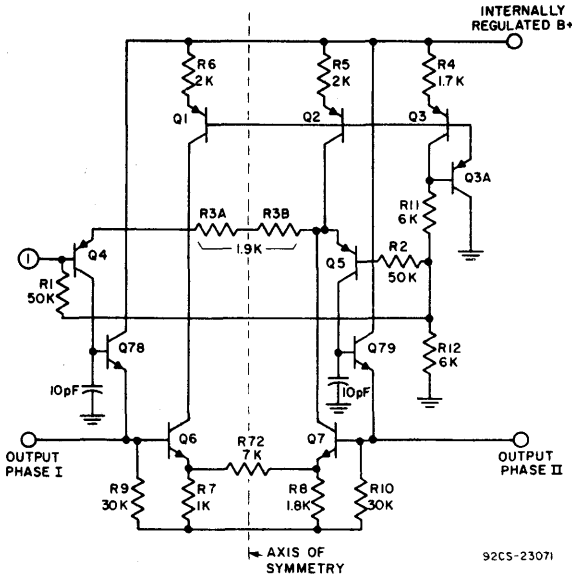 INTERNALLY
REGULATED B+
R6
2K
R5
2K
R4
1.7K
Q1
Q2
Q3
Q3A
R11
6K
R3A
R3B
1.9K
Q4
Q5
R2
50K
1
R1
50K
Q78
Q79
R12
6K
10pF
10pF
Q6
Q7
R72
7K
OUTPUT
PHASE I
OUTPUT
PHASE II
R9
30K
R7
1K
R8
1.8K
R10
30K
AXIS OF
SYMMETRY
92CS-23071